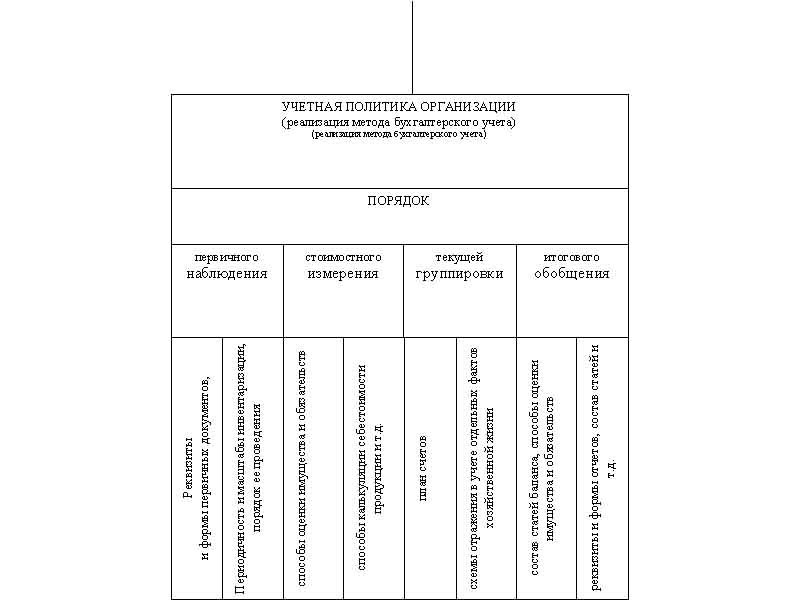 УЧЕТНАЯ ПОЛИТИКА ОРГАНИЗАЦИИ
(реализация метода бухгалтерского учета)
(реализация метода бухгалтерского учета)
ПОРЯДОК
первичного
наблюдения
стоимостного
измерения
текущей
группировки
итогового
обобщения
Реквизиты
и формы первичных документов,
Периодичность и масштабы инвентаризации,
порядок ее проведения
способы оценки имущества и обязательств
способы калькуляции себестоимости
продукции и т.д.
план счетов
схемы отражения в учете отдельных фактов
хозяйственной жизни
состав статей баланса, способы оценки
имущества и обязательств
реквизиты и формы отчетов, состав статей и
т.д.